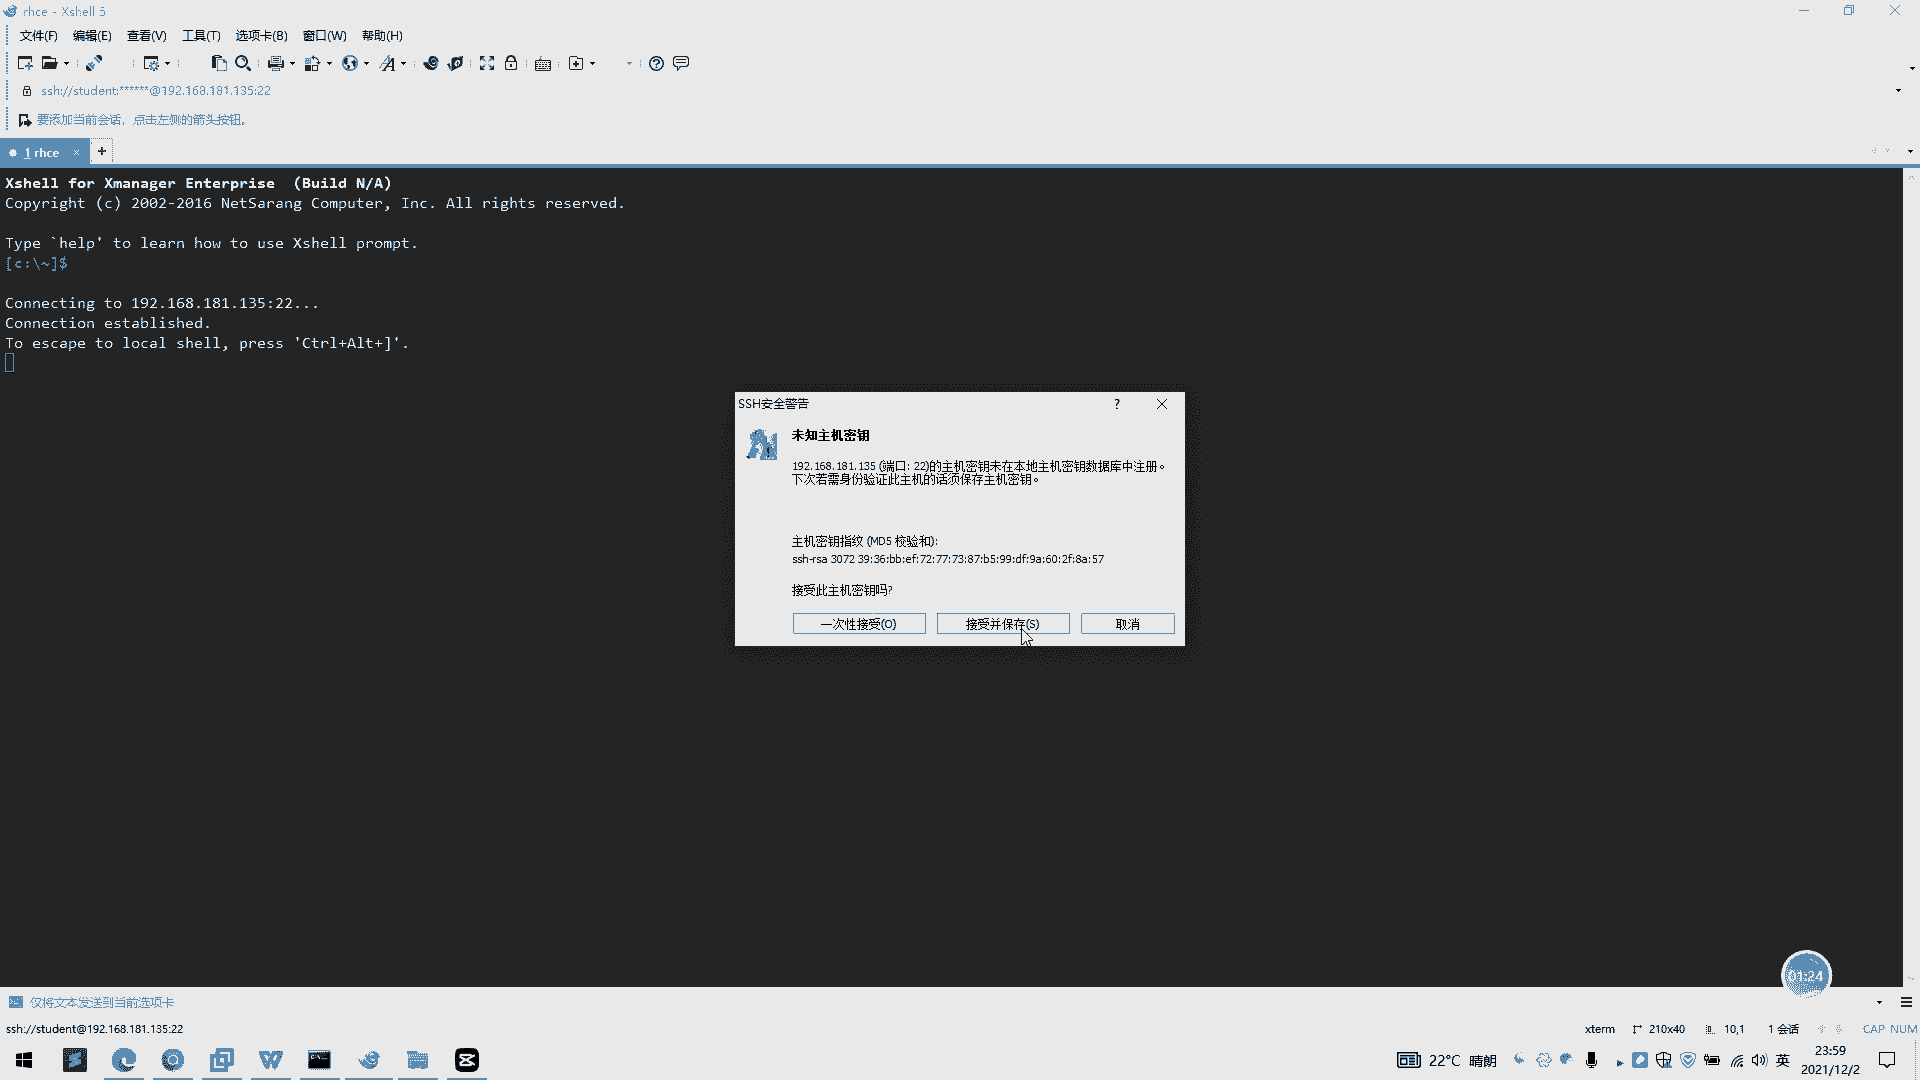 rhce - Xshell 5
文件(F) 编辑(E) 查看(V) 工具(T) 选项卡(B) 窗口(W) 帮助(H)
ssh://student:******@192.168.181.135:22
要添加当前会话，点击左侧的箭头按钮。
1 rhce × +
Xshell for Xmanager Enterprise (Build N/A)
Copyright (c) 2002-2016 NetSarang Computer, Inc. All rights reserved.
Type `help' to learn how to use Xshell prompt.
[c:\~]$
Connecting to 192.168.181.135:22...
Connection established.
To escape to local shell, press 'Ctrl+Alt+]'.
SSH安全警告
未知主机密钥
192.168.181.135 (端口: 22)的主机密钥未在本地主机密钥数据库中注册。
下次若需身份验证此主机的话须保存主机密钥。
主机密钥指纹 (MD5 校验和):
ssh-rsa 3072 39:36:bb:ef:72:77:73:87:b5:99:df:9a:60:2f:8a:57
接受此主机密钥吗?
一次性接受(O) 接受并保存(S) 取消
01:24
仅将文本发送到当前选项卡
ssh://student@192.168.181.135:22 xterm 210x40 10,1 1 会话 CAP NUM
22°C 晴朗 英 23:59
2021/12/2